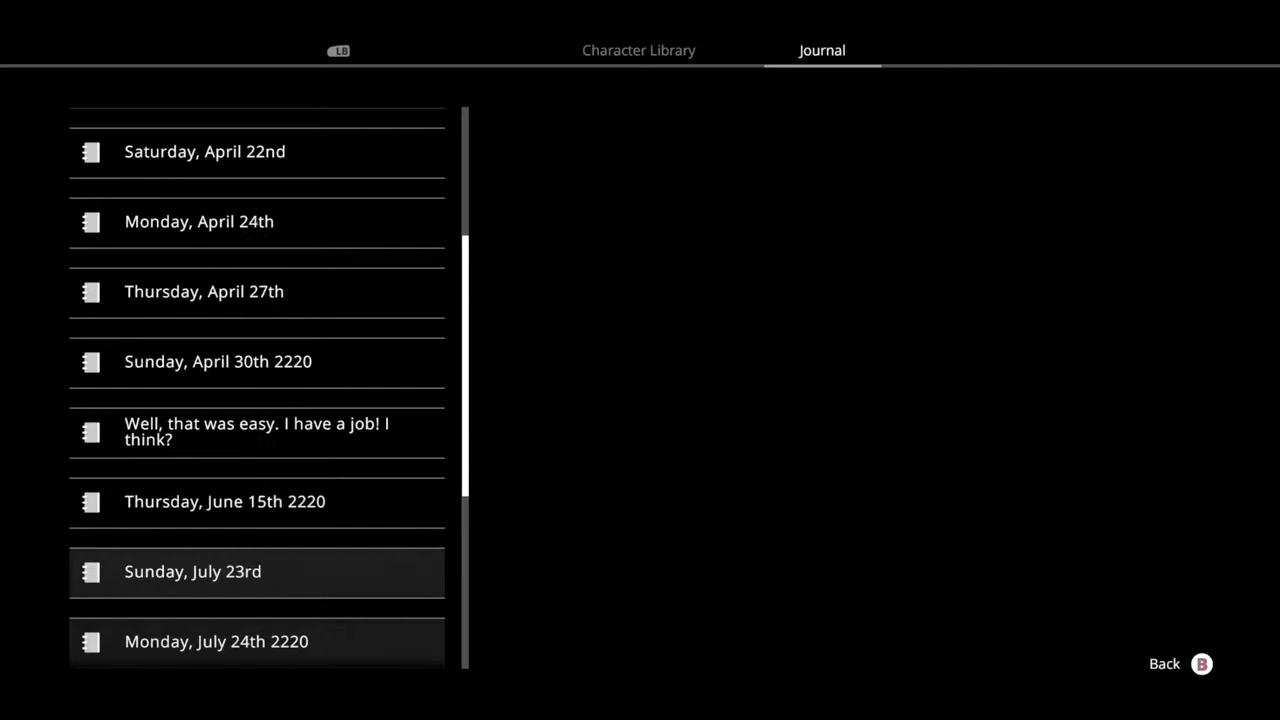 LB
Character Library
Journal
Saturday, April 22nd
Monday, April 24th
Thursday, April 27th
Sunday, April 30th 2220
Well, that was easy. I have a job! I
think?
Thursday, June 15th 2220
Sunday, July 23rd
Monday, July 24th 2220
Back B